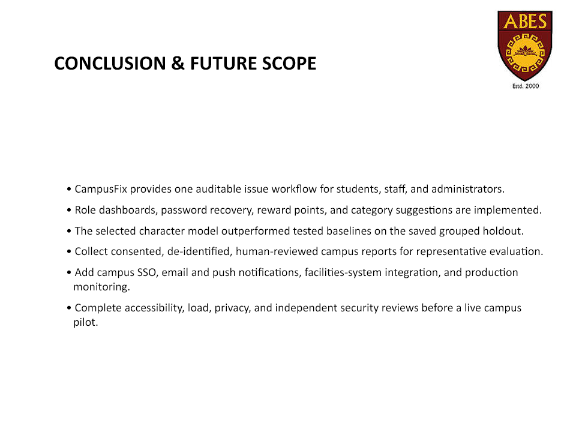 ABES
Estd. 2000
CONCLUSION & FUTURE SCOPE
• CampusFix provides one auditable issue workflow for students, staff, and administrators.
• Role dashboards, password recovery, reward points, and category suggestions are implemented.
• The selected character model outperformed tested baselines on the saved grouped holdout.
• Collect consented, de-identified, human-reviewed campus reports for representative evaluation.
• Add campus SSO, email and push notifications, facilities-system integration, and production
monitoring.
• Complete accessibility, load, privacy, and independent security reviews before a live campus
pilot.